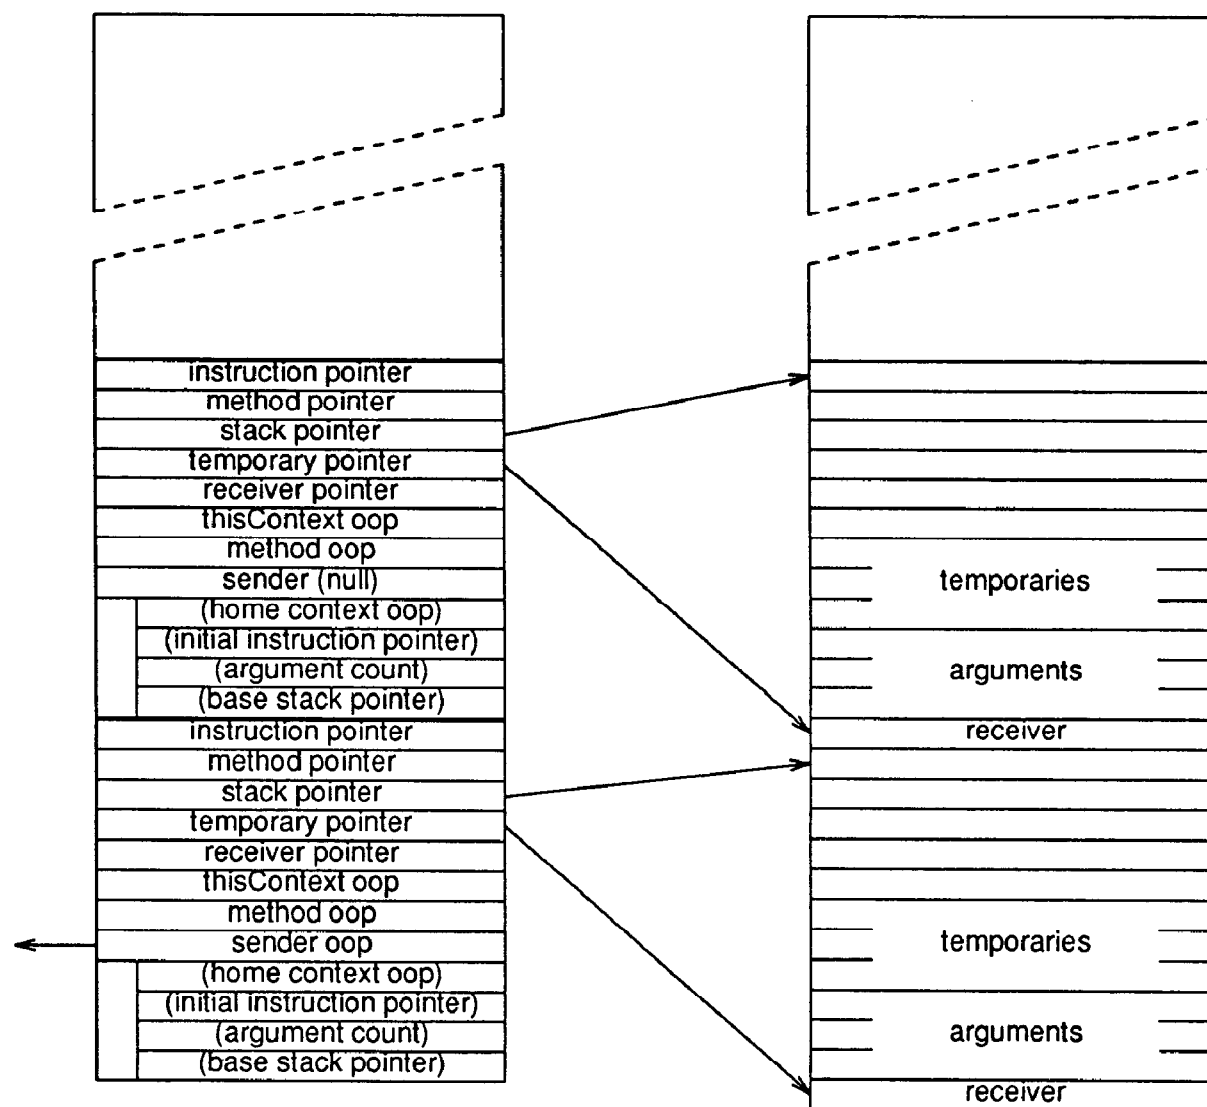 instruction pointer
method pointer
stack pointer
temporary pointer
receiver pointer
thisContext oop
method oop
sender (null)
(home context oop)
(initial instruction pointer)
(argument count)
(base stack pointer)
instruction pointer
method pointer
stack pointer
temporary pointer
receiver pointer
thisContext oop
method oop
sender oop
(home context oop)
(initial instruction pointer)
(argument count)
(base stack pointer)
temporaries
arguments
receiver
temporaries
arguments
receiver